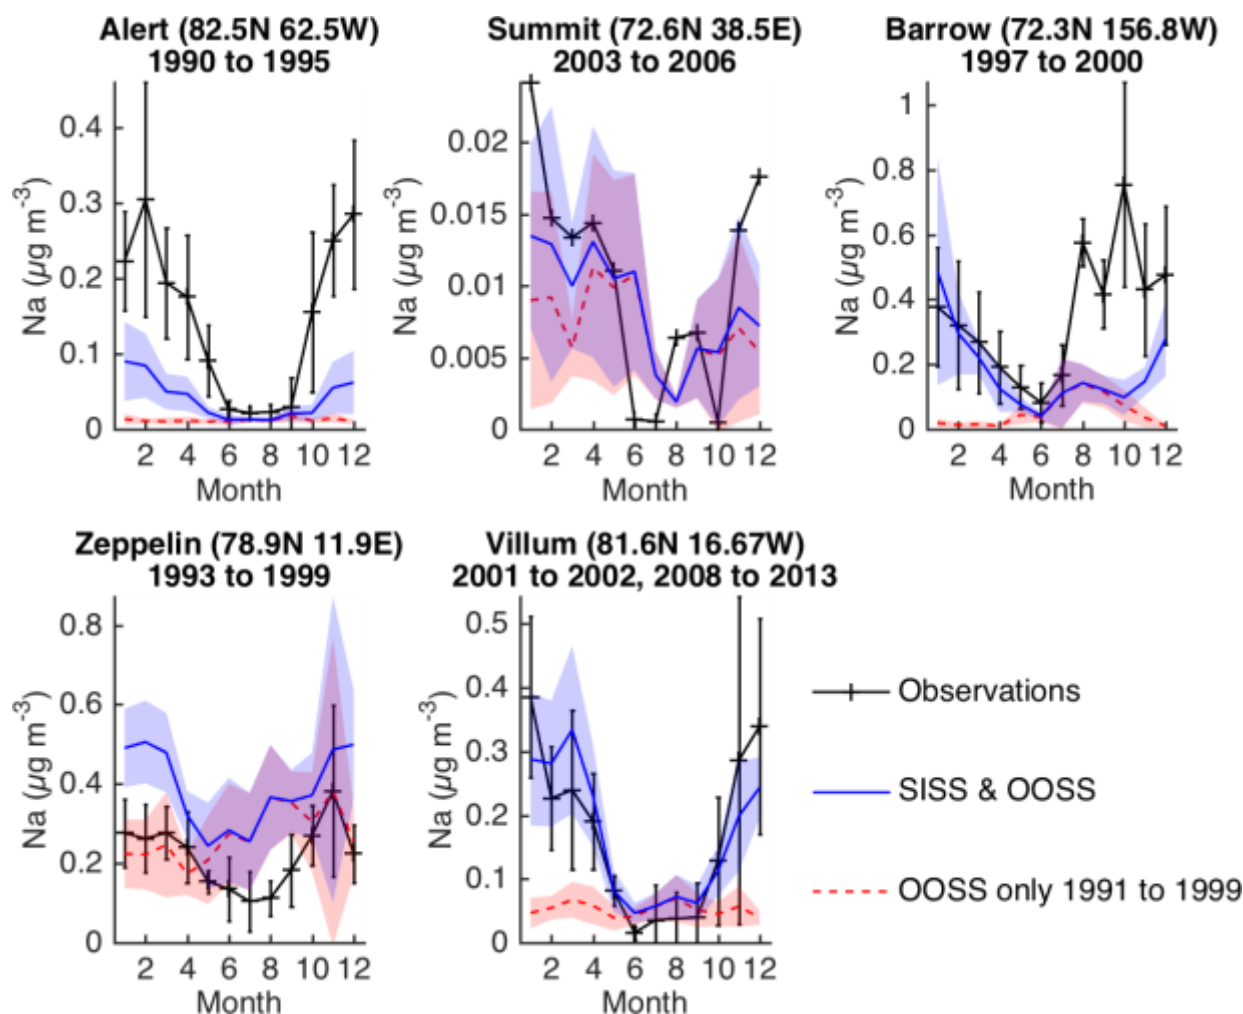 Alert (82.5N 62.5W)
1990 to 1995
Na (µg m-3)
0.4
0.3
0.2
0.1
0
2 4 6 8 10 12
Month
Summit (72.6N 38.5E)
2003 to 2006
Na (µg m-3)
0.02
0.015
0.01
0.005
0
2 4 6 8 10 12
Month
Barrow (72.3N 156.8W)
1997 to 2000
Na (µg m-3)
1
0.8
0.6
0.4
0.2
0
2 4 6 8 10 12
Month
Zeppelin (78.9N 11.9E)
1993 to 1999
Na (µg m-3)
0.8
0.6
0.4
0.2
0
2 4 6 8 10 12
Month
Villum (81.6N 16.67W)
2001 to 2002, 2008 to 2013
Na (µg m-3)
0.5
0.4
0.3
0.2
0.1
0
2 4 6 8 10 12
Month
Observations
SISS & OOSS
OOSS only 1991 to 1999